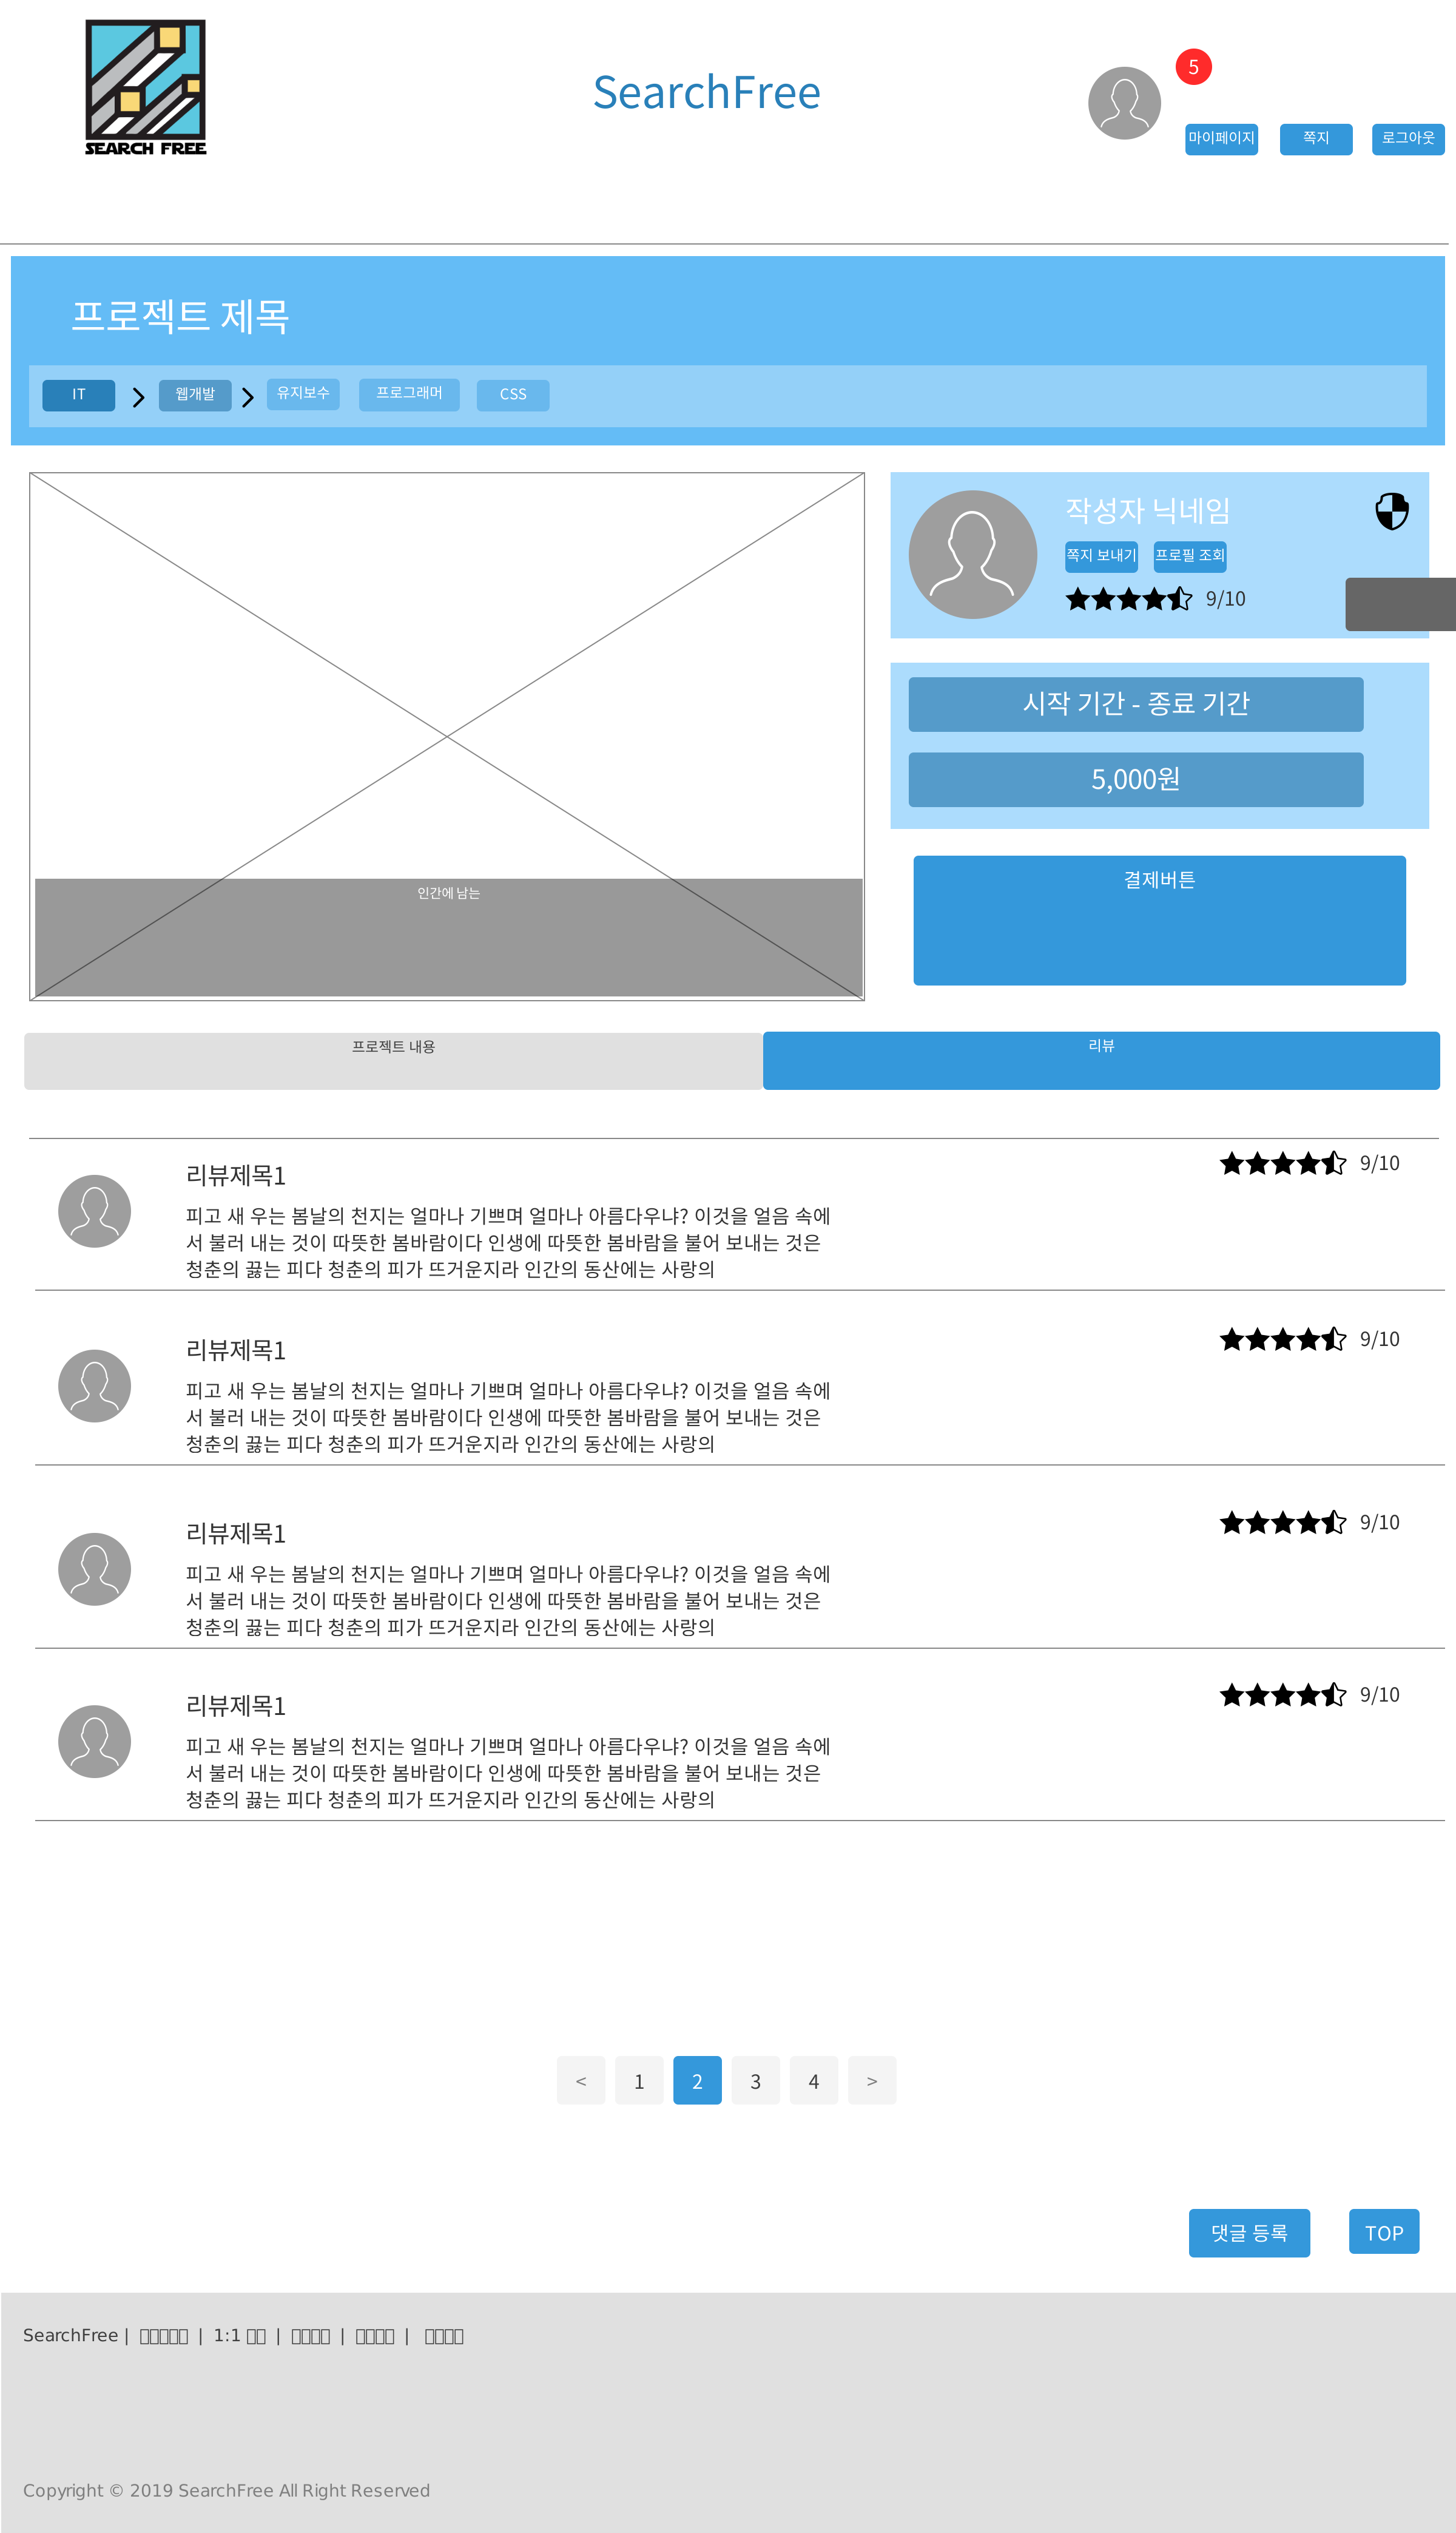 SEARCH FREE
SearchFree
5
마이페이지
쪽지
로그아웃
프로젝트 제목
IT
웹개발
유지보수
프로그래머
CSS
작성자 닉네임
쪽지 보내기
프로필 조회
9/10
시작 기간 - 종료 기간
5,000원
인간에 남는
결제버튼
프로젝트 내용
리뷰
리뷰제목1
9/10
피고 새 우는 봄날의 천지는 얼마나 기쁘며 얼마나 아름다우냐? 이것을 얼음 속에
서 불러 내는 것이 따뜻한 봄바람이다 인생에 따뜻한 봄바람을 불어 보내는 것은
청춘의 끓는 피다 청춘의 피가 뜨거운지라 인간의 동산에는 사랑의
리뷰제목1
9/10
피고 새 우는 봄날의 천지는 얼마나 기쁘며 얼마나 아름다우냐? 이것을 얼음 속에
서 불러 내는 것이 따뜻한 봄바람이다 인생에 따뜻한 봄바람을 불어 보내는 것은
청춘의 끓는 피다 청춘의 피가 뜨거운지라 인간의 동산에는 사랑의
리뷰제목1
9/10
피고 새 우는 봄날의 천지는 얼마나 기쁘며 얼마나 아름다우냐? 이것을 얼음 속에
서 불러 내는 것이 따뜻한 봄바람이다 인생에 따뜻한 봄바람을 불어 보내는 것은
청춘의 끓는 피다 청춘의 피가 뜨거운지라 인간의 동산에는 사랑의
리뷰제목1
9/10
피고 새 우는 봄날의 천지는 얼마나 기쁘며 얼마나 아름다우냐? 이것을 얼음 속에
서 불러 내는 것이 따뜻한 봄바람이다 인생에 따뜻한 봄바람을 불어 보내는 것은
청춘의 끓는 피다 청춘의 피가 뜨거운지라 인간의 동산에는 사랑의
< 1 2 3 4 >
댓글 등록
TOP
SearchFree | | 1:1 | | |
Copyright © 2019 SearchFree All Right Reserved